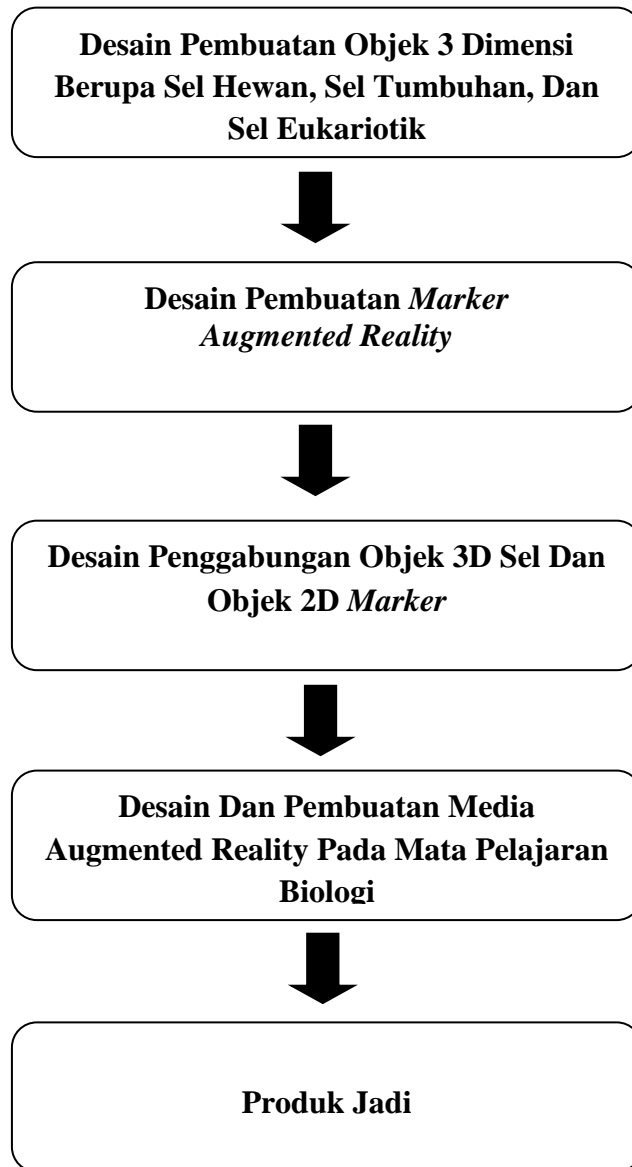 Desain Pembuatan Objek 3 Dimensi
Berupa Sel Hewan, Sel Tumbuhan, Dan
Sel Eukariotik
Desain Pembuatan Marker
Augmented Reality
Desain Penggabungan Objek 3D Sel Dan
Objek 2D Marker
Desain Dan Pembuatan Media
Augmented Reality Pada Mata Pelajaran
Biologi
Produk Jadi